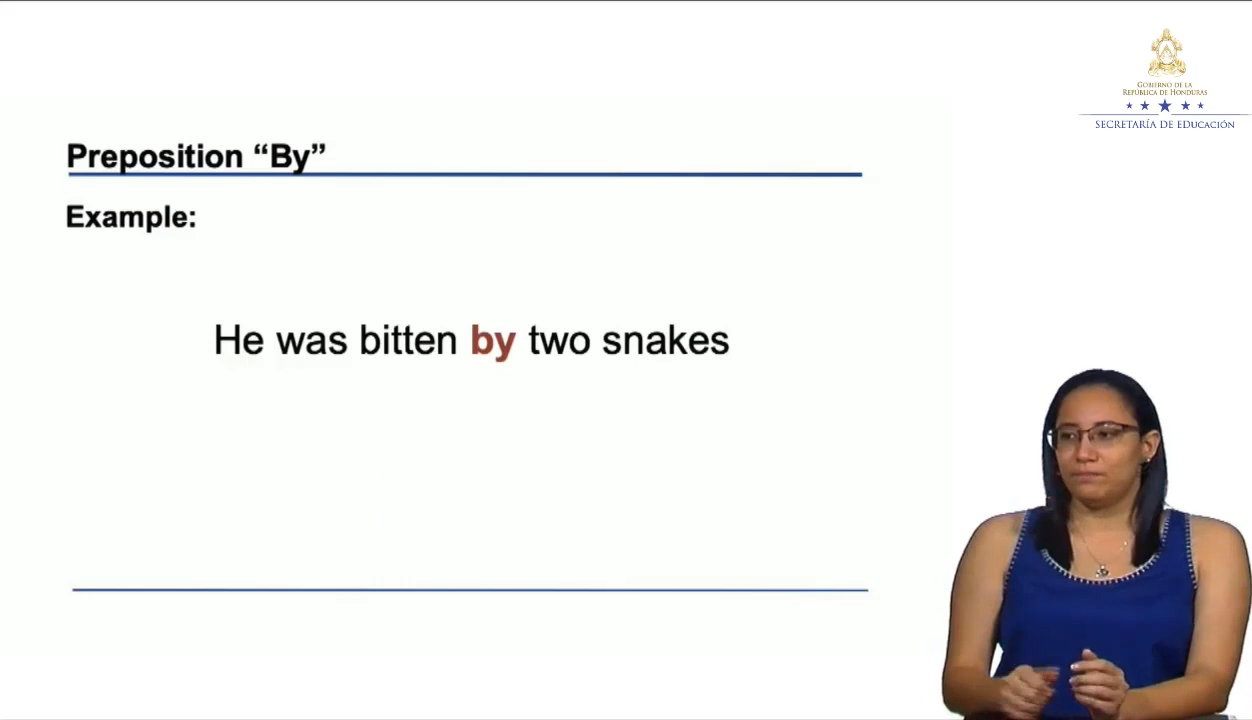 GOBIERNO DE LA
REPÚBLICA DE HONDURAS
SECRETARÍA DE EDUCACIÓN
Preposition “By”
Example:
He was bitten by two snakes